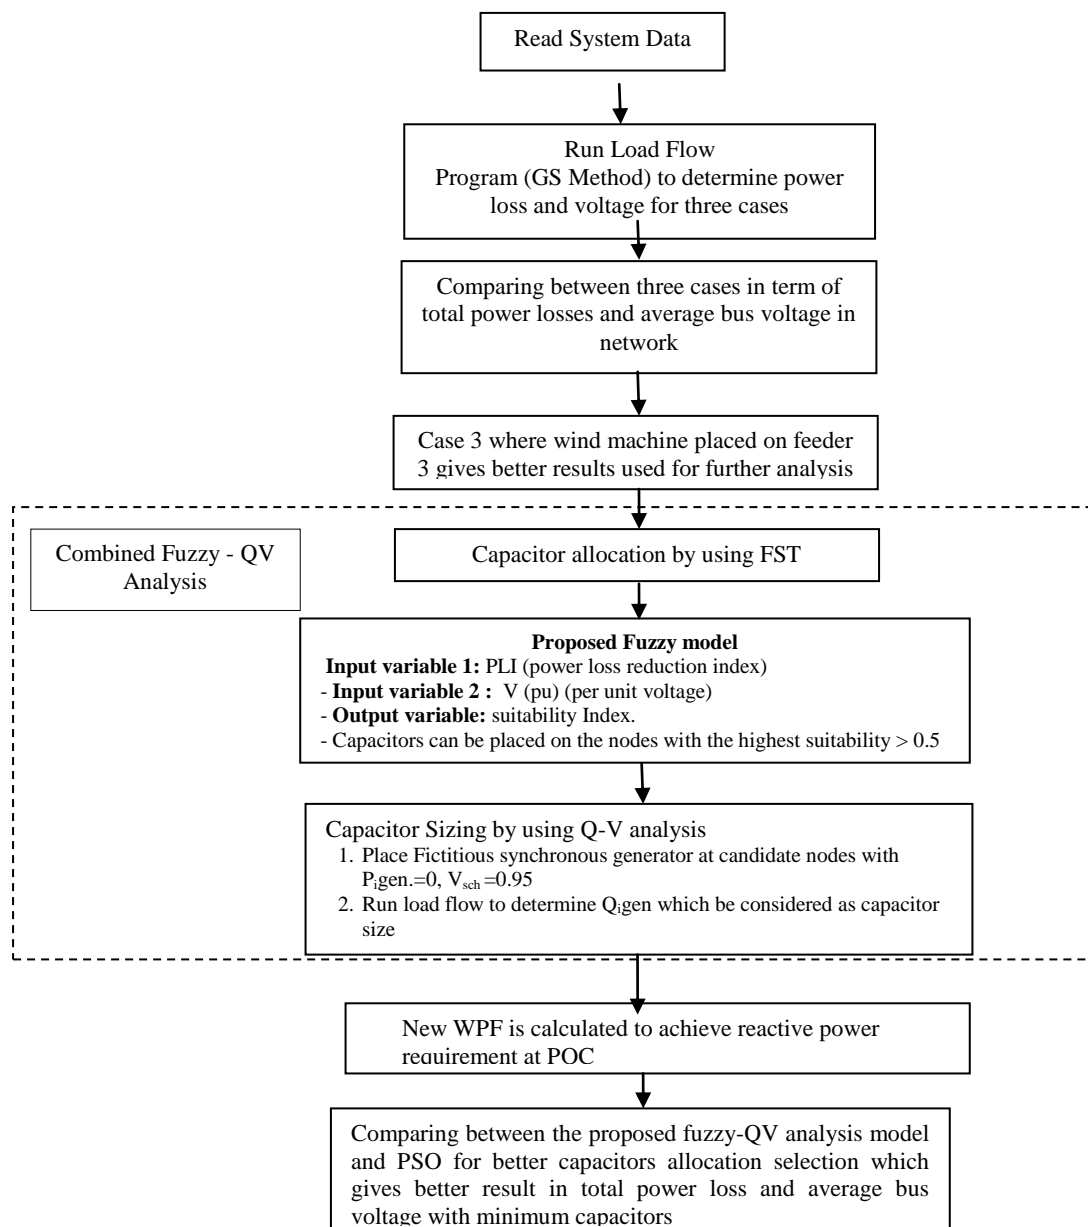 Read System Data
Run Load Flow
Program (GS Method) to determine power
loss and voltage for three cases
Comparing between three cases in term of
total power losses and average bus voltage in
network
Case 3 where wind machine placed on feeder
3 gives better results used for further analysis
Combined Fuzzy - QV
Analysis
Capacitor allocation by using FST
Proposed Fuzzy model
Input variable 1: PLI (power loss reduction index)
- Input variable 2 : V (pu) (per unit voltage)
- Output variable: suitability Index.
- Capacitors can be placed on the nodes with the highest suitability > 0.5
Capacitor Sizing by using Q-V analysis
1. Place Fictitious synchronous generator at candidate nodes with
Pigen.=0, Vsch =0.95
2. Run load flow to determine Qigen which be considered as capacitor
size
New WPF is calculated to achieve reactive power
requirement at POC
Comparing between the proposed fuzzy-QV analysis model
and PSO for better capacitors allocation selection which
gives better result in total power loss and average bus
voltage with minimum capacitors